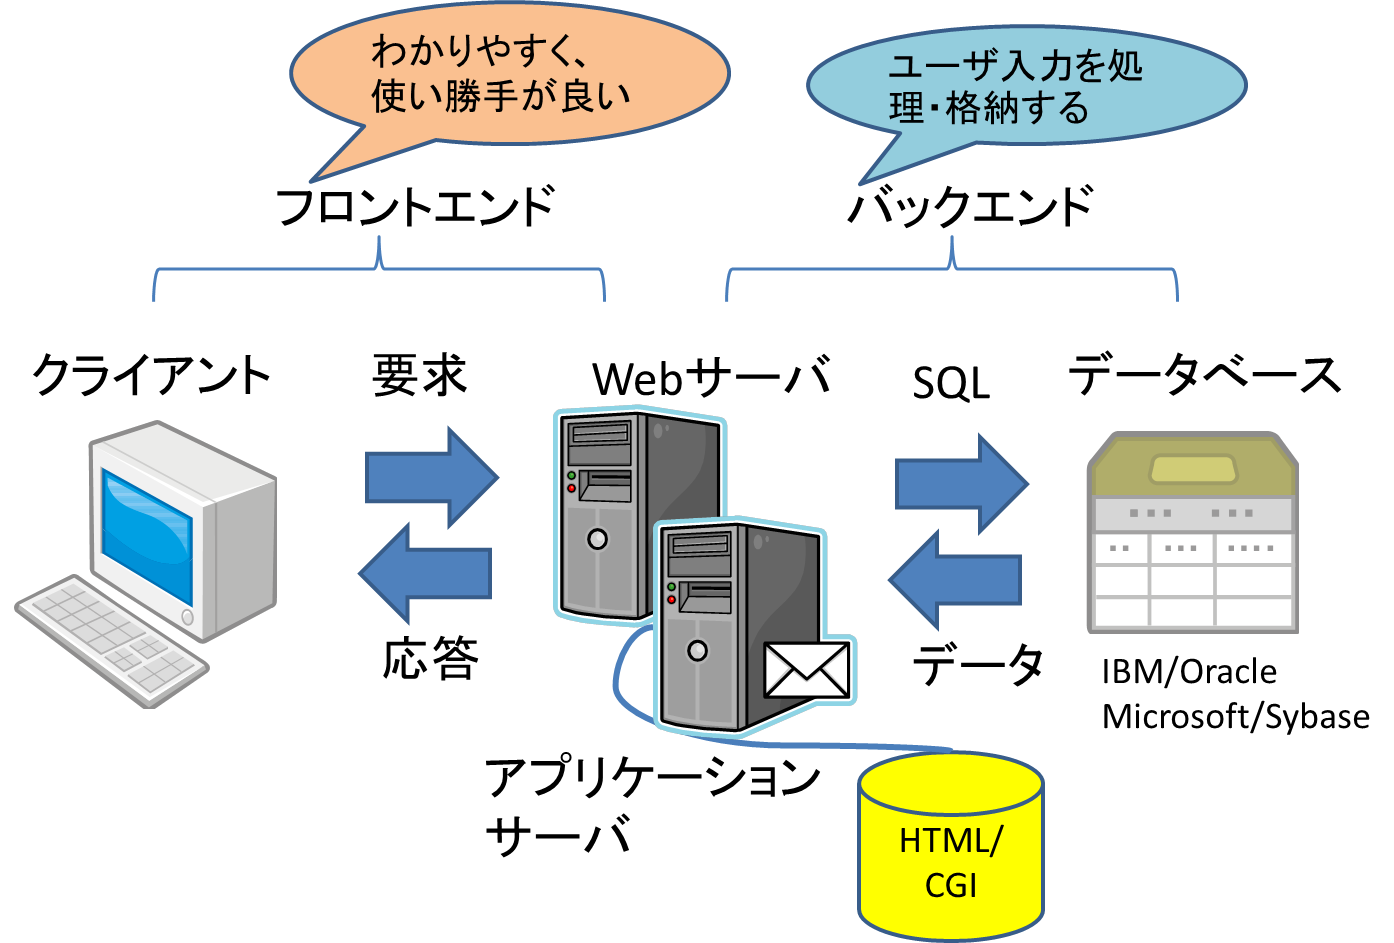 わかりやすく、
使い勝手が良い
ユーザ入力を処
理・格納する
フロントエンド
バックエンド
クライアント
要求
Webサーバ
SQL
データベース
応答
データ
IBM/Oracle
Microsoft/Sybase
アプリケーション
サーバ
HTML/
CGI